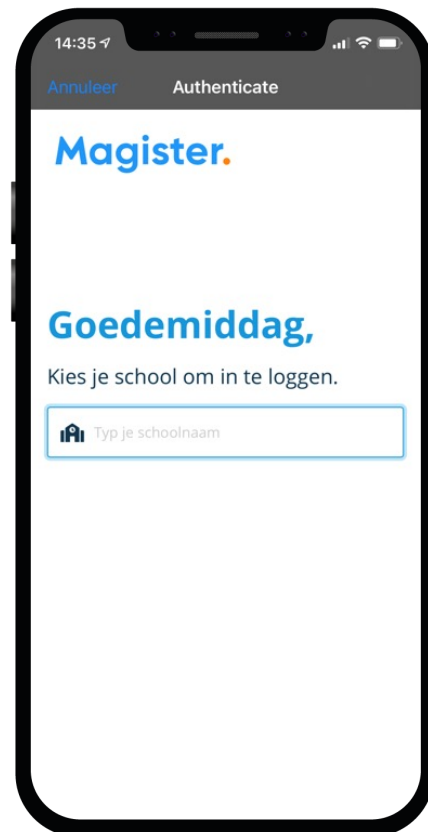 14:35
Annuleer
Authenticate
Magister.
Goedemiddag,
Kies je school om in te loggen.
Typ je schoolnaam